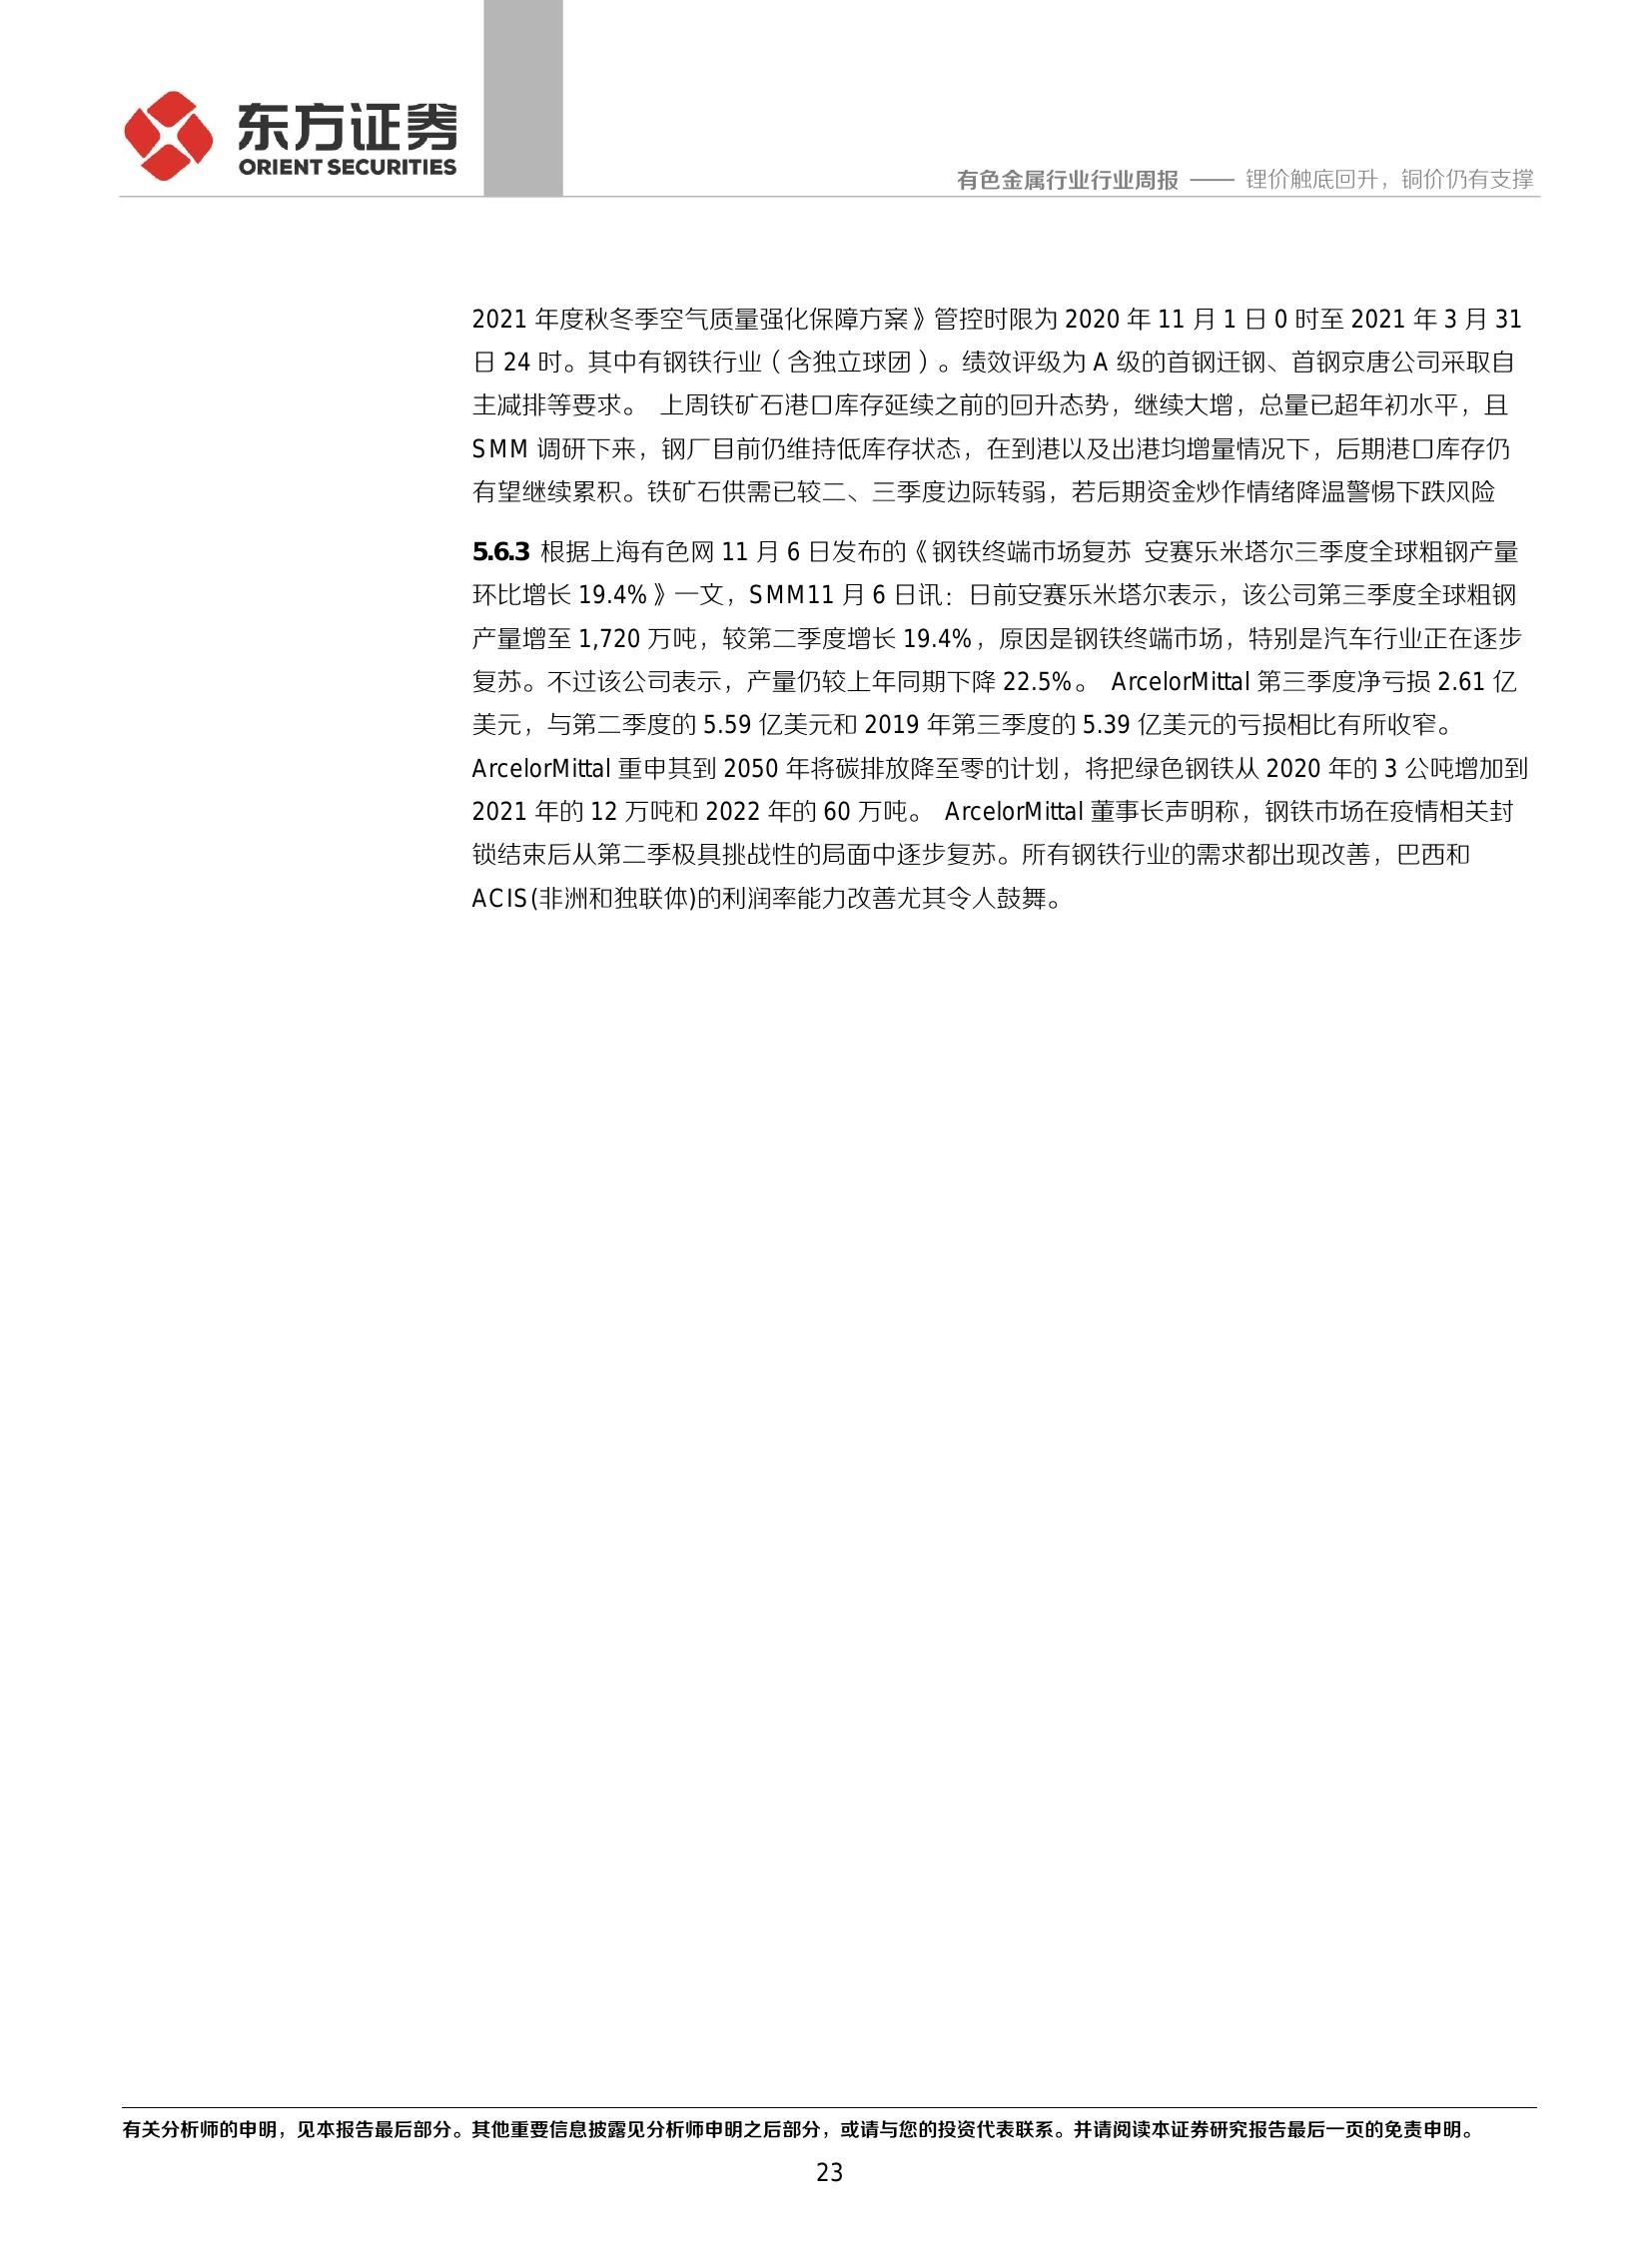 东方证券
ORIENT SECURITIES
有色金属行业行业周报 —— 锂价触底回升，铜价仍有支撑
2021 年度秋冬季空气质量强化保障方案》管控时限为 2020 年 11 月 1 日 0 时至 2021 年 3 月 31
日 24 时。其中有钢铁行业（含独立球团）。绩效评级为 A 级的首钢迁钢、首钢京唐公司采取自
主减排等要求。 上周铁矿石港口库存延续之前的回升态势，继续大增，总量已超年初水平，且
SMM 调研下来，钢厂目前仍维持低库存状态，在到港以及出港均增量情况下，后期港口库存仍
有望继续累积。铁矿石供需已较二、三季度边际转弱，若后期资金炒作情绪降温警惕下跌风险
5.6.3 根据上海有色网 11 月 6 日发布的《钢铁终端市场复苏 安赛乐米塔尔三季度全球粗钢产量
环比增长 19.4%》一文，SMM11 月 6 日讯：日前安赛乐米塔尔表示，该公司第三季度全球粗钢
产量增至 1,720 万吨，较第二季度增长 19.4%，原因是钢铁终端市场，特别是汽车行业正在逐步
复苏。不过该公司表示，产量仍较上年同期下降 22.5%。 ArcelorMittal 第三季度净亏损 2.61 亿
美元，与第二季度的 5.59 亿美元和 2019 年第三季度的 5.39 亿美元的亏损相比有所收窄。
ArcelorMittal 重申其到 2050 年将碳排放降至零的计划，将把绿色钢铁从 2020 年的 3 公吨增加到
2021 年的 12 万吨和 2022 年的 60 万吨。 ArcelorMittal 董事长声明称，钢铁市场在疫情相关封
锁结束后从第二季极具挑战性的局面中逐步复苏。所有钢铁行业的需求都出现改善，巴西和
ACIS(非洲和独联体)的利润率能力改善尤其令人鼓舞。
有关分析师的申明，见本报告最后部分。其他重要信息披露见分析师申明之后部分，或请与您的投资代表联系。并请阅读本证券研究报告最后一页的免责申明。
23